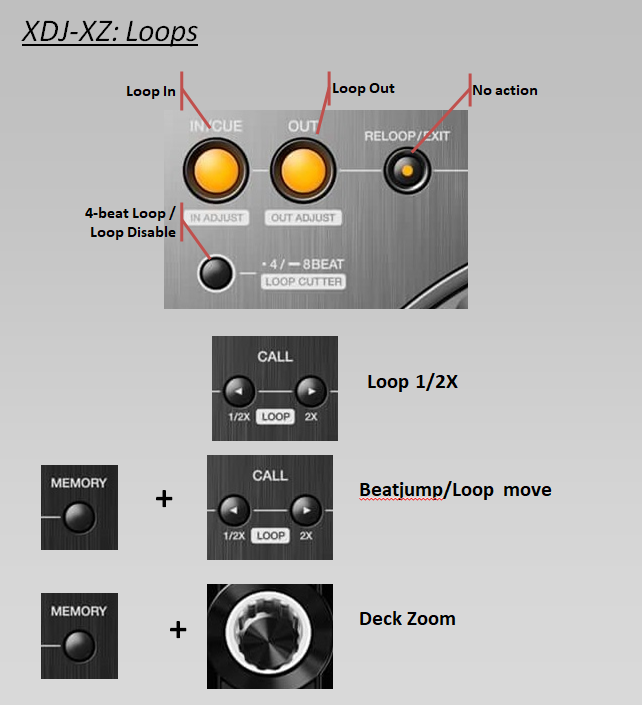 XDJ-XZ: Loops
Loop In
Loop Out
No action
IN/CUE
OUT
RELOOP/EXIT
4-beat Loop /
Loop Disable
IN ADJUST
OUT ADJUST
• 4 / — 8BEAT
LOOP CUTTER
CALL
1/2X LOOP 2X
Loop 1/2X
MEMORY
+
CALL
1/2X LOOP 2X
Beatjump/Loop move
MEMORY
+
Deck Zoom